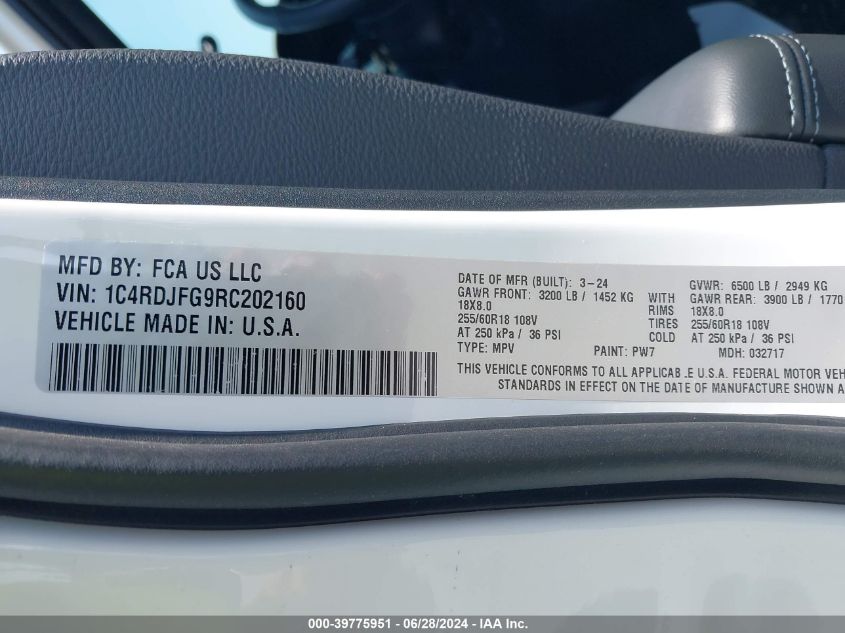 MFD BY: FCA US LLC
VIN: 1C4RDJFG9RC202160
VEHICLE MADE IN: U.S.A.
DATE OF MFR (BUILT): 3-24 GVWR: 6500 LB / 2949 KG
GAWR FRONT: 3200 LB / 1452 KG WITH GAWR REAR: 3900 LB / 1770
18X8.0 RIMS 18X8.0
255/60R18 108V TIRES 255/60R18 108V
AT 250 kPa / 36 PSI COLD AT 250 kPa / 36 PSI
TYPE: MPV PAINT: PW7 MDH: 032717
THIS VEHICLE CONFORMS TO ALL APPLICAB .E U.S.A. FEDERAL MOTOR VEH
STANDARDS IN EFFECT ON THE DATE OF MANUFACTURE SHOWN A
000-39775951 - 06/28/2024 - IAA Inc.